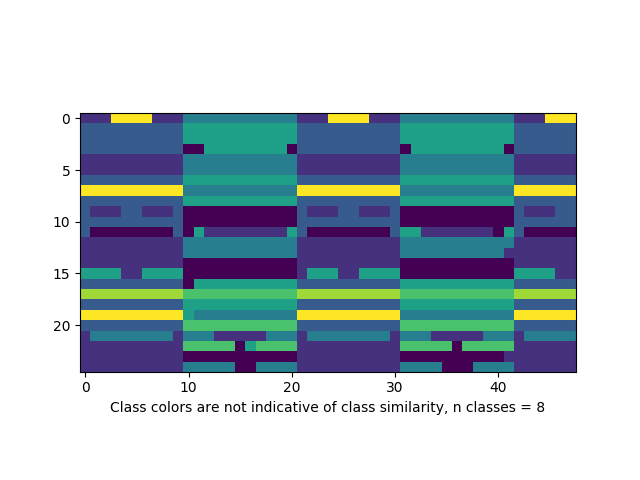 0
5
10
15
20
0 10 20 30 40
Class colors are not indicative of class similarity, n classes = 8